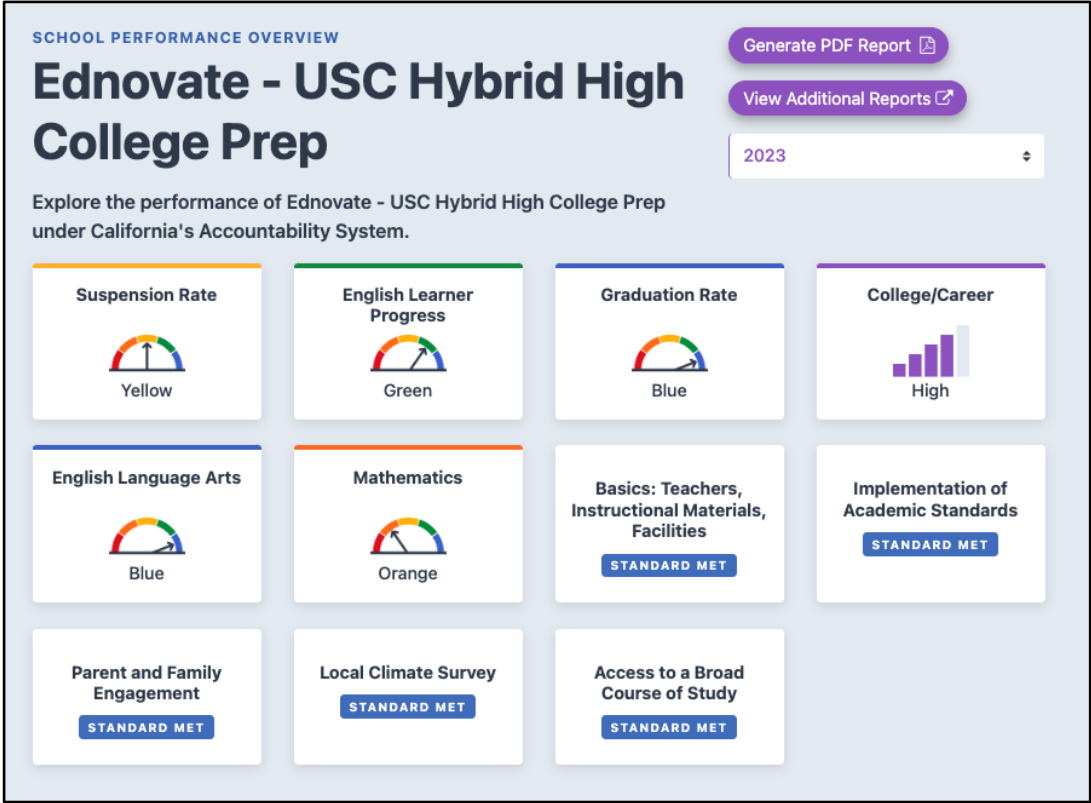 SCHOOL PERFORMANCE OVERVIEW
Ednovate - USC Hybrid High
College Prep
Explore the performance of Ednovate - USC Hybrid High College Prep
under California's Accountability System.
Generate PDF Report
View Additional Reports
2023
Suspension Rate
Yellow
English Learner
Progress
Green
Graduation Rate
Blue
College/Career
High
English Language Arts
Blue
Mathematics
Orange
Basics: Teachers,
Instructional Materials,
Facilities
STANDARD MET
Implementation of
Academic Standards
STANDARD MET
Parent and Family
Engagement
STANDARD MET
Local Climate Survey
STANDARD MET
Access to a Broad
Course of Study
STANDARD MET